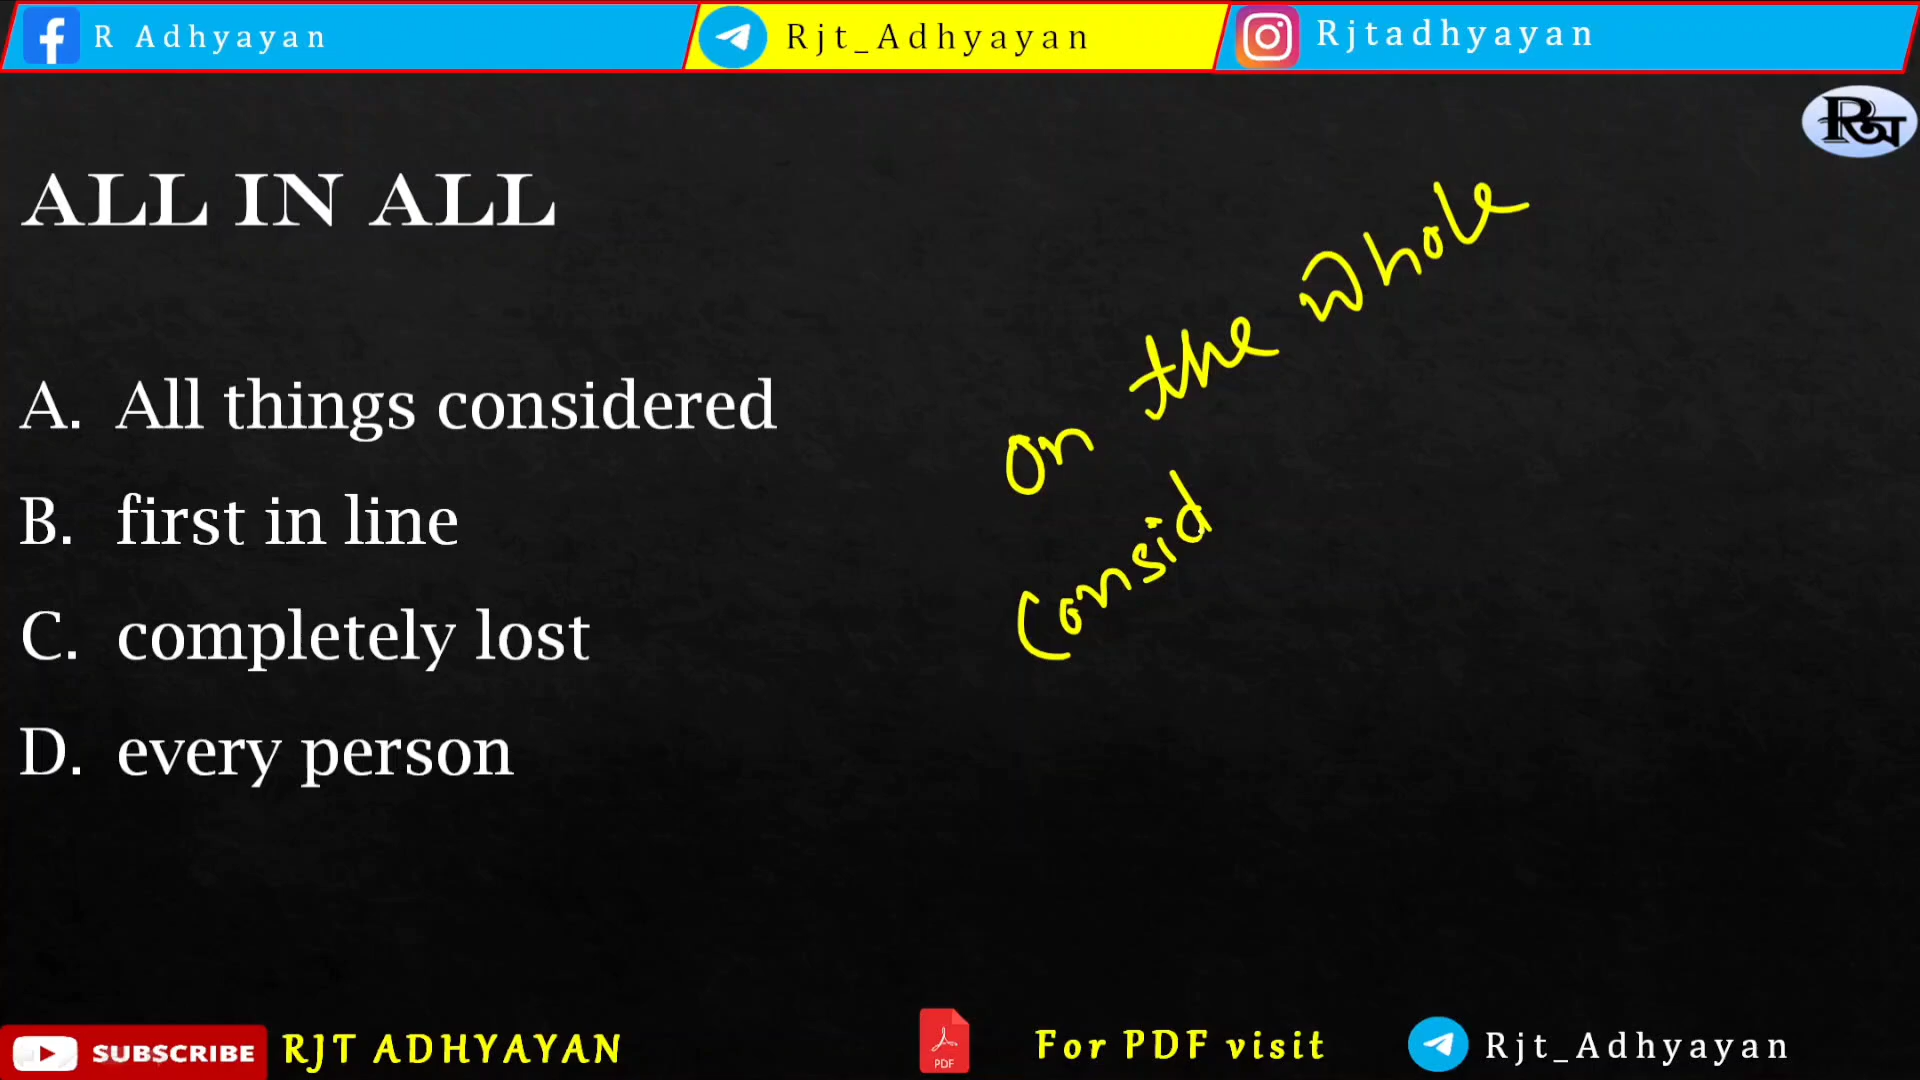 R Adhyayan
Rjt_Adhyayan
Rjtadhyayan
ALL IN ALL
A. All things considered
B. first in line
C. completely lost
D. every person
on the whole
Consid
SUBSCRIBE
RJT ADHYAYAN
PDF
For PDF visit
Rjt_Adhyayan